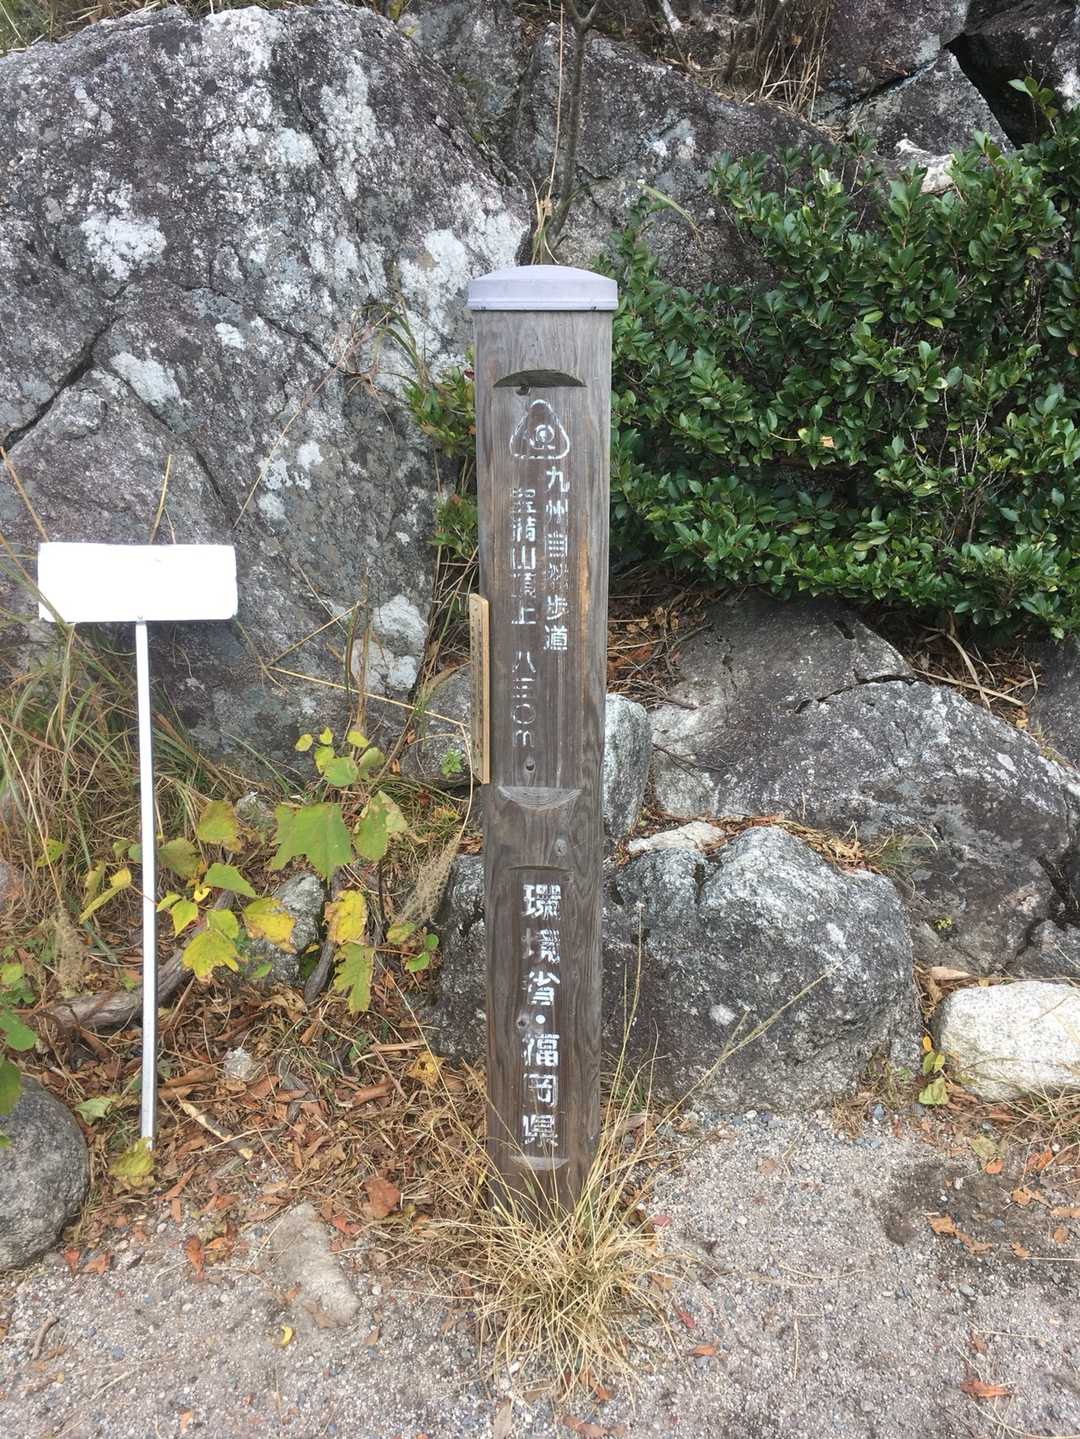 九州自然歩道
宝満山頂上 八三〇m
環境省・福岡県